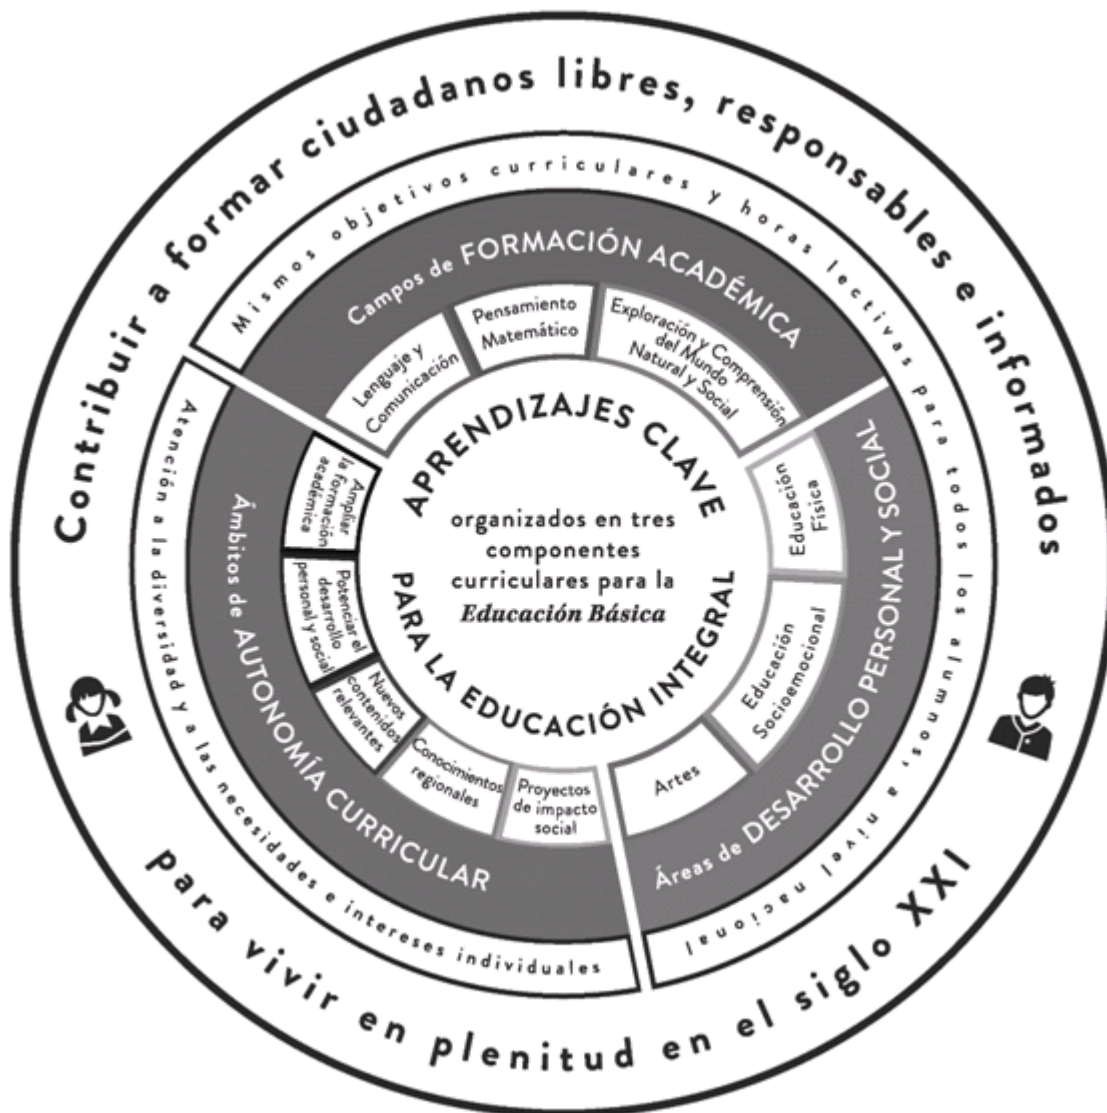 Contribuir a formar ciudadanos libres, responsables e informados
para vivir en plenitud en el siglo XXI
Mismos objetivos curriculares y horas lectivas para todos los alumnos, a nivel nacional
Atención a la diversidad y a las necesidades e intereses individuales
Campos de FORMACIÓN ACADÉMICA
Lenguaje y
Comunicación
Pensamiento
Matemático
Exploración y Comprensión
del Mundo
Natural y Social
Áreas de DESARROLLO PERSONAL Y SOCIAL
Educación
Física
Educación
Socioemocional
Artes
Ámbitos de AUTONOMÍA CURRICULAR
Ampliar
la formación
académica
Potenciar el
desarrollo
personal y social
Nuevos
contenidos
relevantes
Conocimientos
regionales
Proyectos
de impacto
social
APRENDIZAJES CLAVE
organizados en tres
componentes
curriculares para la
Educación Básica
PARA LA EDUCACIÓN INTEGRAL